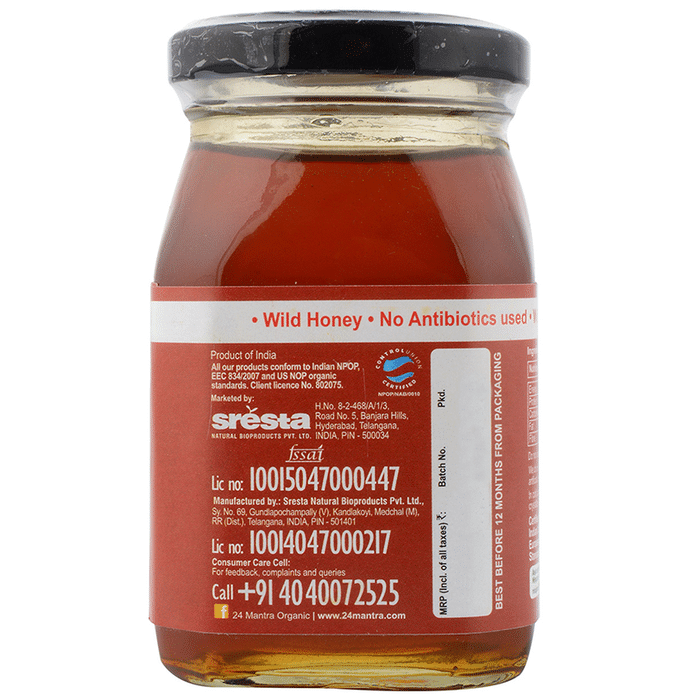 • Wild Honey • No Antibiotics used •
Product of India
All our products conform to Indian NPOP,
EEC 834/2007 and US NOP organic
standards. Client licence No. 802075.
CONTROL UNION
CERTIFIED
NPOP/NAB/0010
Marketed by:
sresta
NATURAL BIOPRODUCTS PVT. LTD.
H.No. 8-2-468/A/1/3,
Road No. 5, Banjara Hills,
Hyderabad, Telangana,
INDIA, PIN - 500034
fssai
Lic no: 10015047000447
Manufactured by.: Sresta Natural Bioproducts Pvt. Ltd.,
Sy. No. 69, Gundlapochampally (V), Kandlakoyi, Medchal (M),
RR (Dist.), Telangana, INDIA, PIN - 501401
Lic no: 10014047000217
Consumer Care Cell:
For feedback, complaints and queries
Call +91 40 40072525
f 24 Mantra Organic | www.24mantra.com
MRP (Incl. of all taxes) ₹:
Batch No.
Pkd.
BEST BEFORE 12 MONTHS FROM PACKAGING